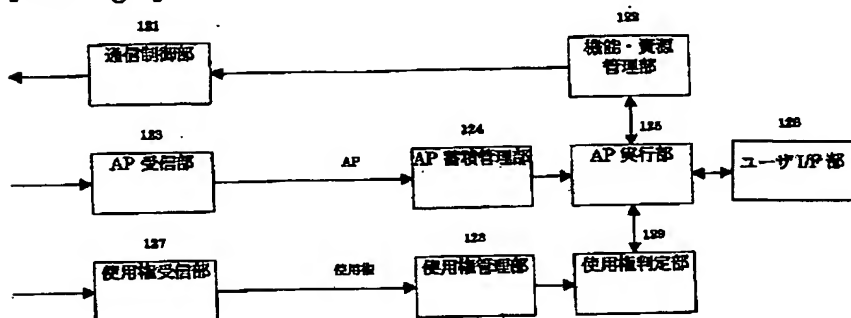 121
122
通信制御部
機能・資源
管理部
123
124
125
126
AP 受信部
AP
AP 蓄積管理部
AP 実行部
ユーザ I/F 部
127
使用権
128
129
使用権受信部
使用権管理部
使用権判定部